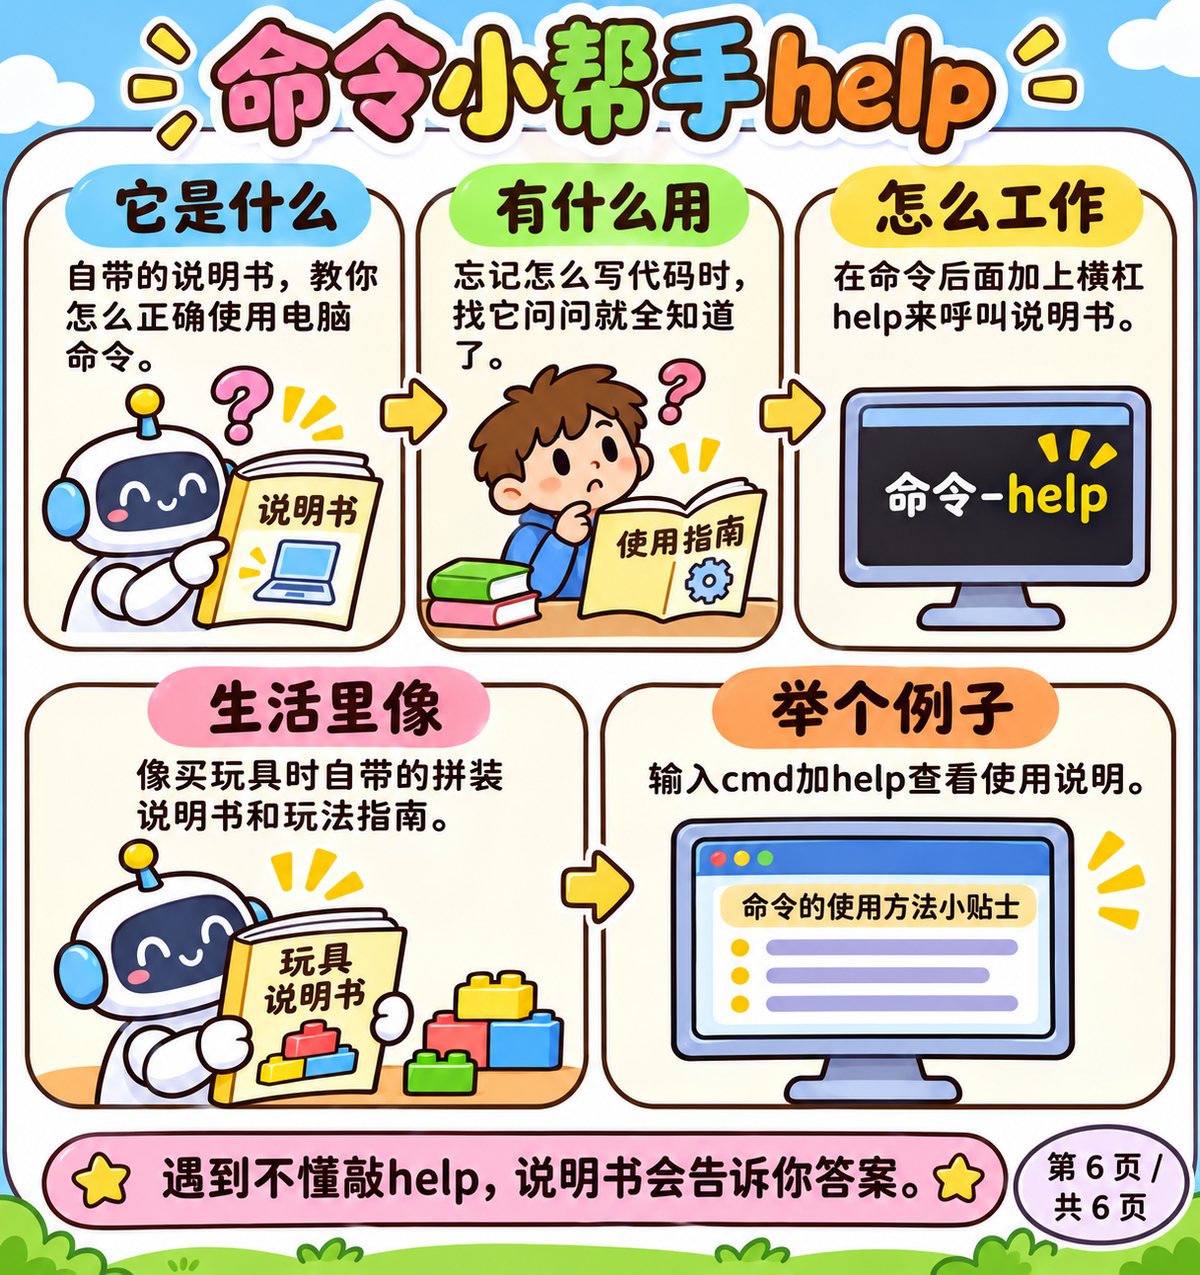 命令小帮手help
它是什么
自带的说明书，教你
怎么正确使用电脑
命令。
说明书
有什么用
忘记怎么写代码时，
找它问问就全知道
了。
使用指南
怎么工作
在命令后面加上横杠
help来呼叫说明书。
命令-help
生活里像
像买玩具时自带的拼装
说明书和玩法指南。
玩具
说明书
举个例子
输入cmd加help查看使用说明。
命令的使用方法小贴士
遇到不懂敲help，说明书会告诉你答案。
第 6 页 /
共 6 页